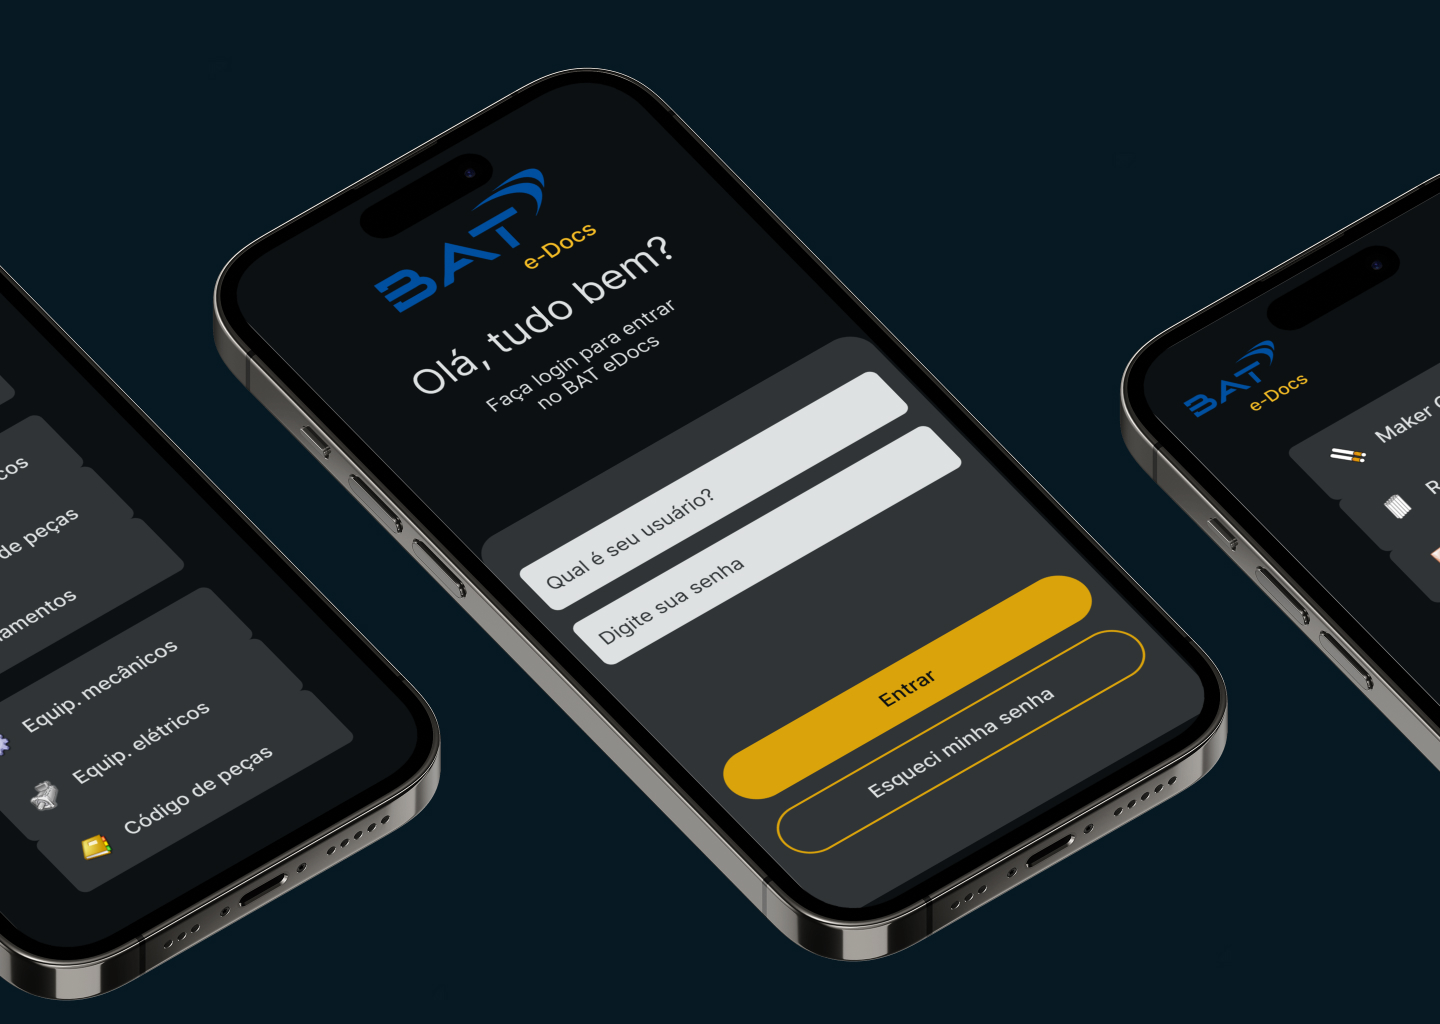 cos
de peças
amentos
Equip. mecânicos
Equip. elétricos
Código de peças
BAT
e-Docs
Olá, tudo bem?
Faça login para entrar
no BAT eDocs
Qual é seu usuário?
Digite sua senha
Entrar
Esqueci minha senha
BAT
e-Docs
Maker
R